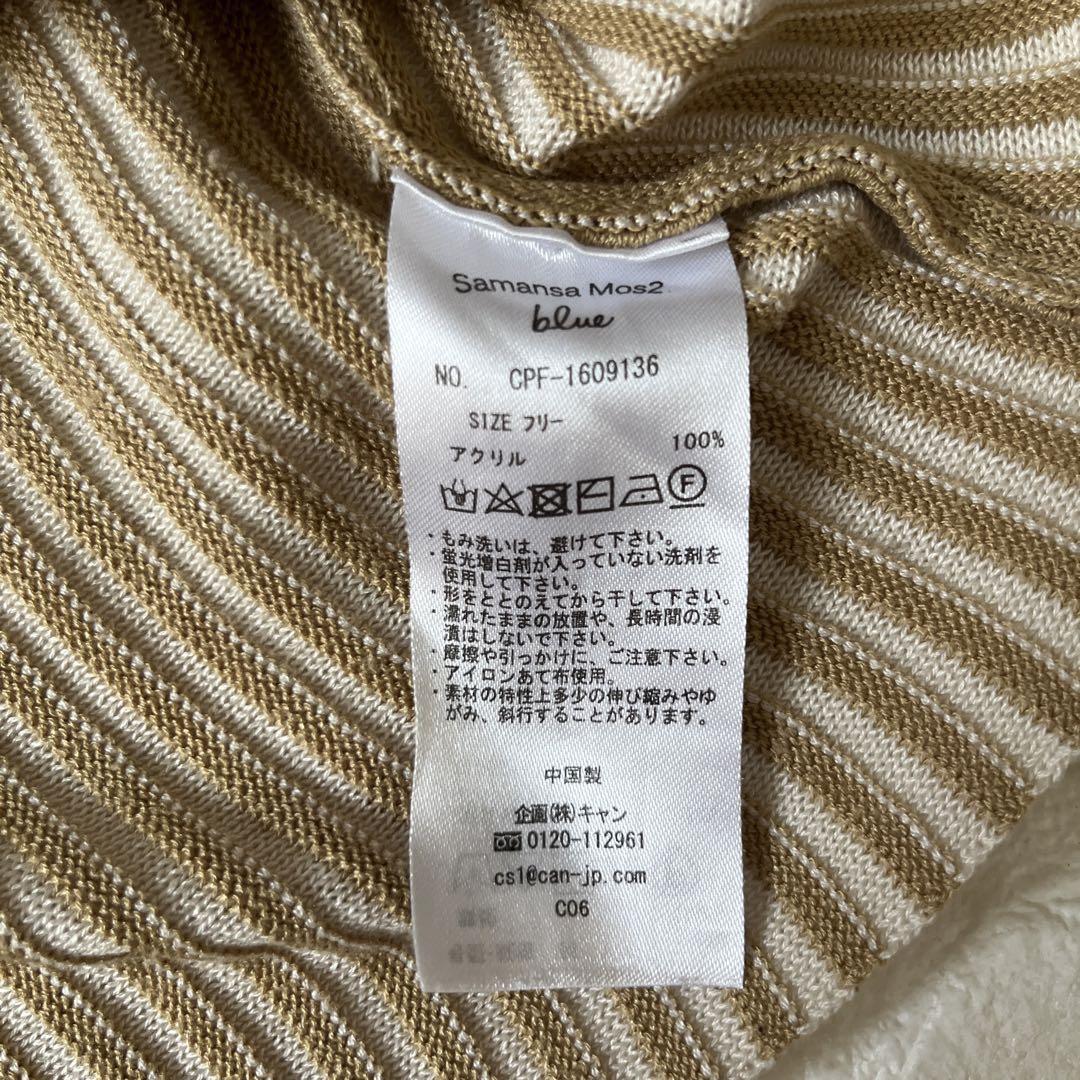 Samansa Mos2
blue
NO. CPF-1609136
SIZE フリー
アクリル 100%
F
・もみ洗いは、避けて下さい。
・蛍光増白剤が入っていない洗剤を
使用して下さい。
・形をととのえてから干して下さい。
・濡れたままの放置や、長時間の浸
漬はしないで下さい。
・摩擦や引っかけに、ご注意下さい。
・アイロンあて布使用。
・素材の特性上多少の伸び縮みやゆ
がみ、斜行することがあります。
中国製
企画(株)キャン
0120-112961
cs1@can-jp.com
C06